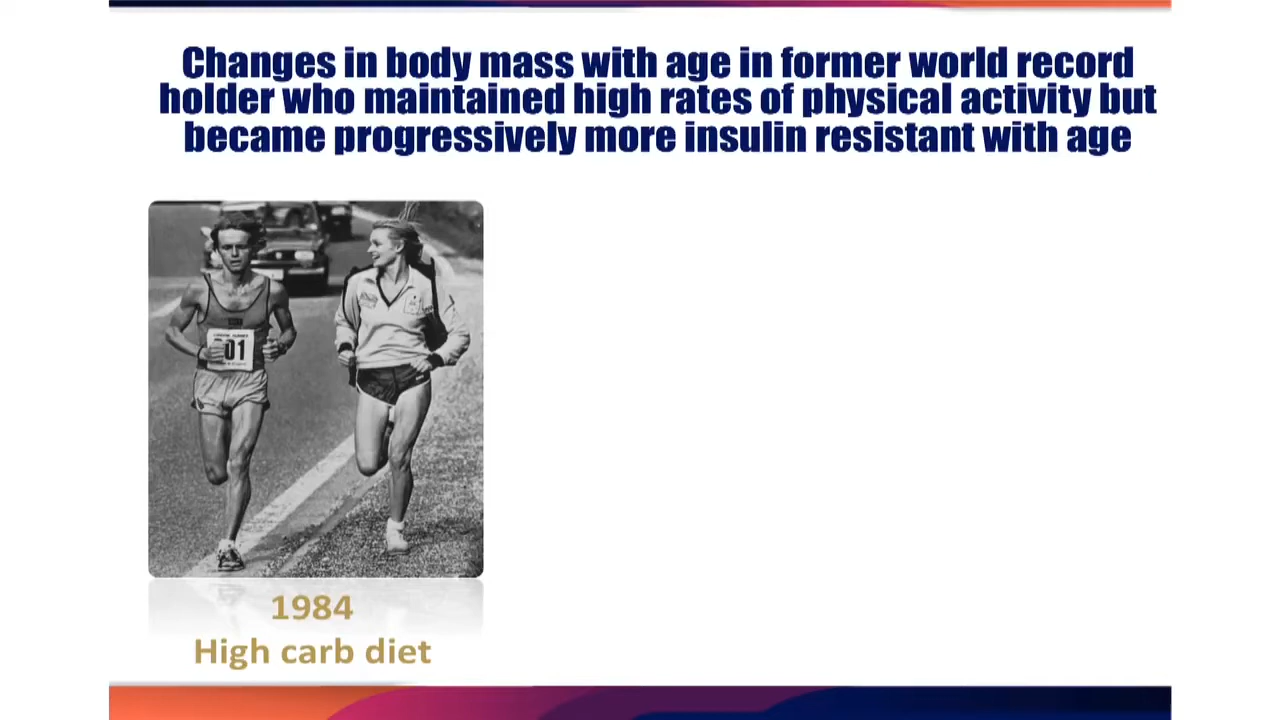 Changes in body mass with age in former world record
holder who maintained high rates of physical activity but
became progressively more insulin resistant with age
01
1984
High carb diet